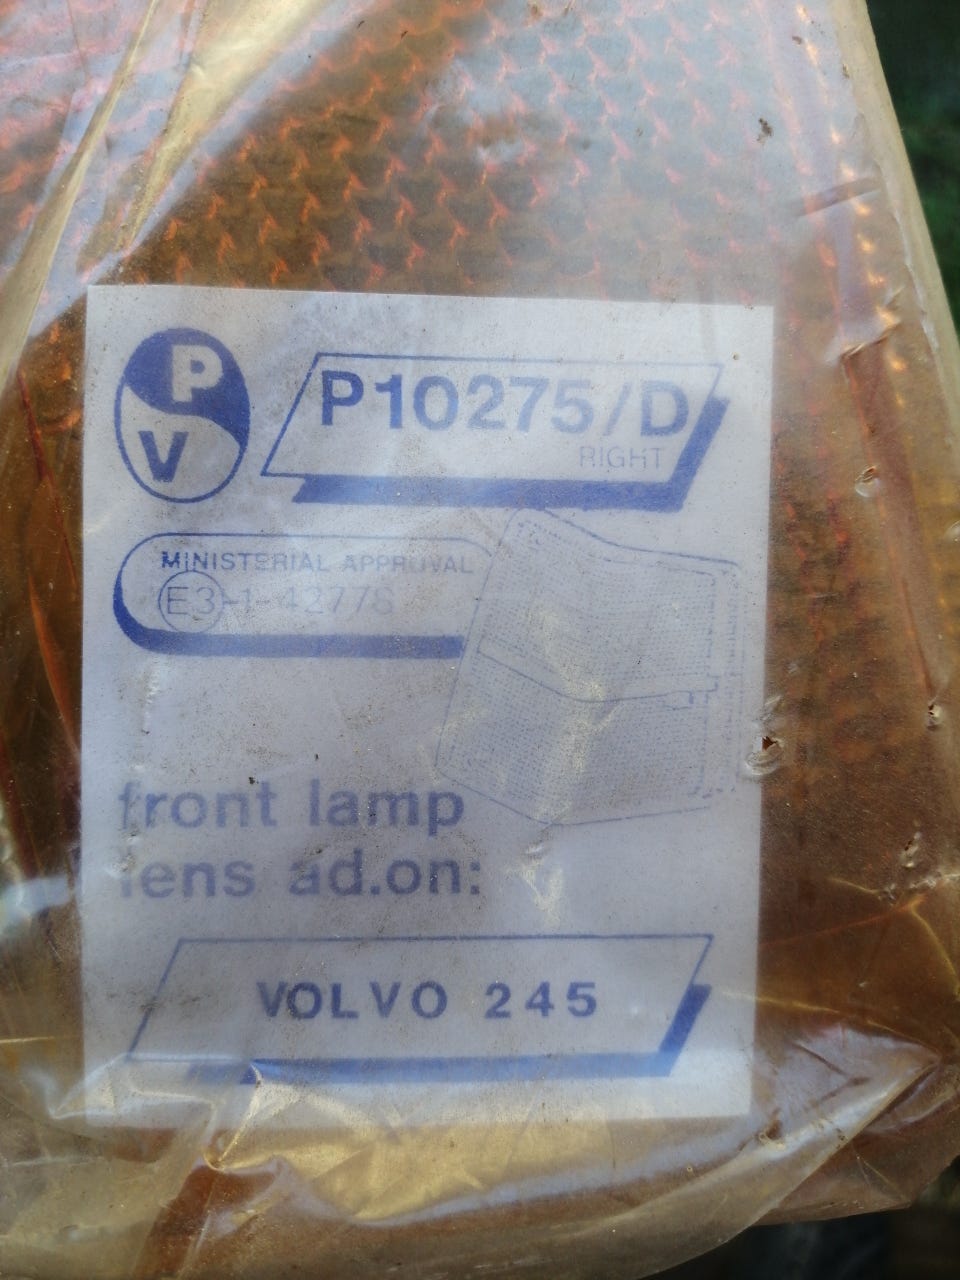 P
V
P10275/D
RIGHT
MINISTERIAL APPROVAL
E3-1-42778
front lamp
lens ad.on:
VOLVO 245